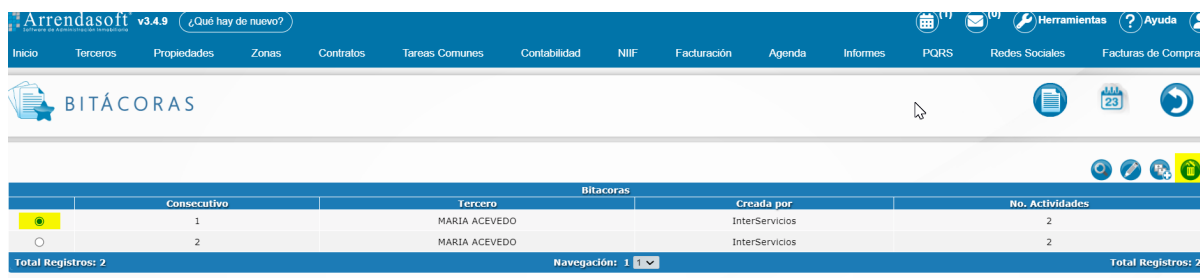 Arrendasoft v3.4.9 ¿Qué hay de nuevo? (1) (0) Herramientas ? Ayuda
Software de Administración Inmobiliaria
Inicio Terceros Propiedades Zonas Contratos Tareas Comunes Contabilidad NIIF Facturación Agenda Informes PQRS Redes Sociales Facturas de Compra
BITÁCORAS 23
Bitacoras
Consecutivo Tercero Creada por No. Actividades
1 MARIA ACEVEDO InterServicios 2
2 MARIA ACEVEDO InterServicios 2
Total Registros: 2 Navegación: 1 1 Total Registros: 2